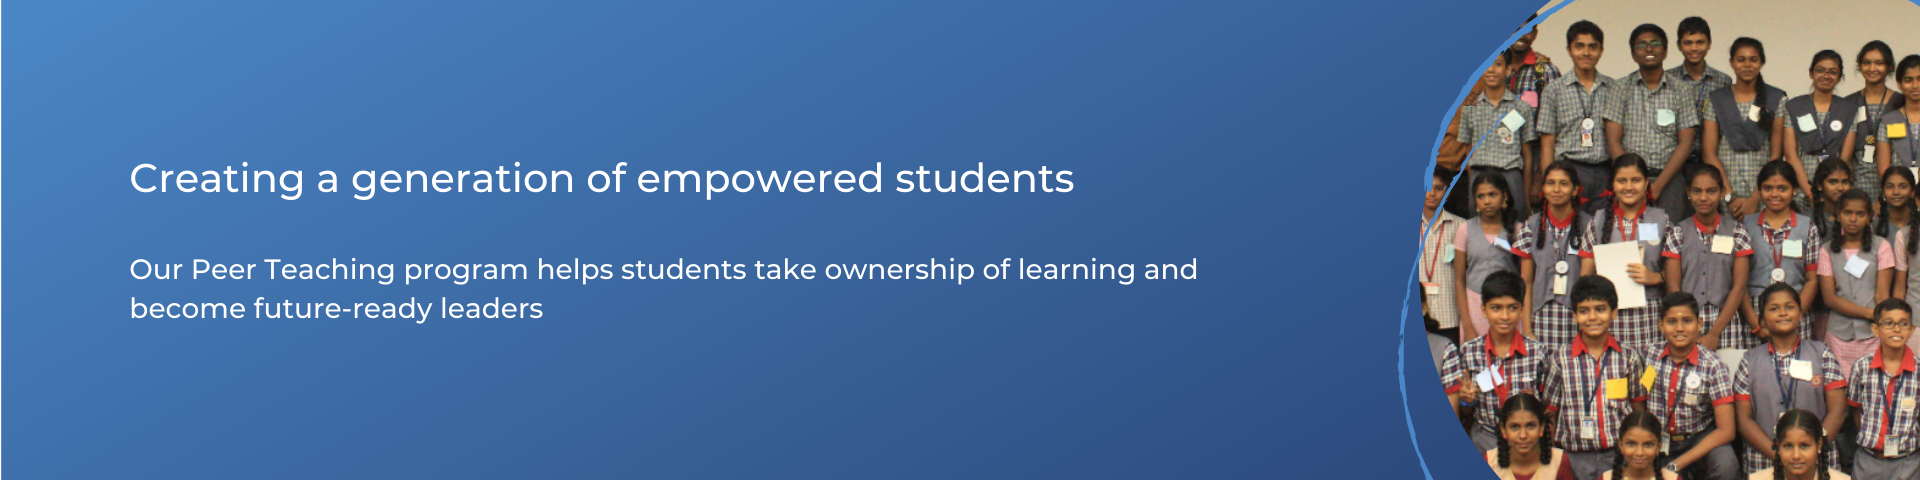 Creating a generation of empowered students
Our Peer Teaching program helps students take ownership of learning and
become future-ready leaders